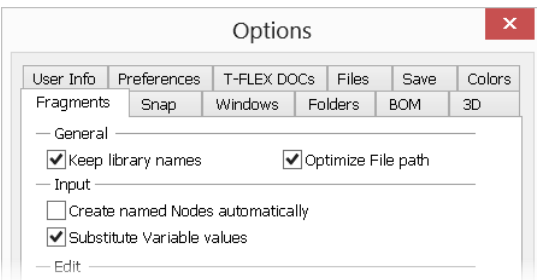 Options
User Info Preferences T-FLEX DOCs Files Save Colors
Fragments Snap Windows Folders BOM 3D
General
Keep library names Optimize File path
Input
Create named Nodes automatically
Substitute Variable values
Edit